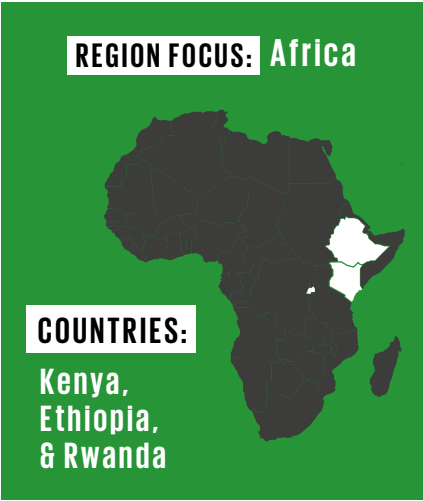 REGION FOCUS: Africa
COUNTRIES:
Kenya,
Ethiopia,
& Rwanda